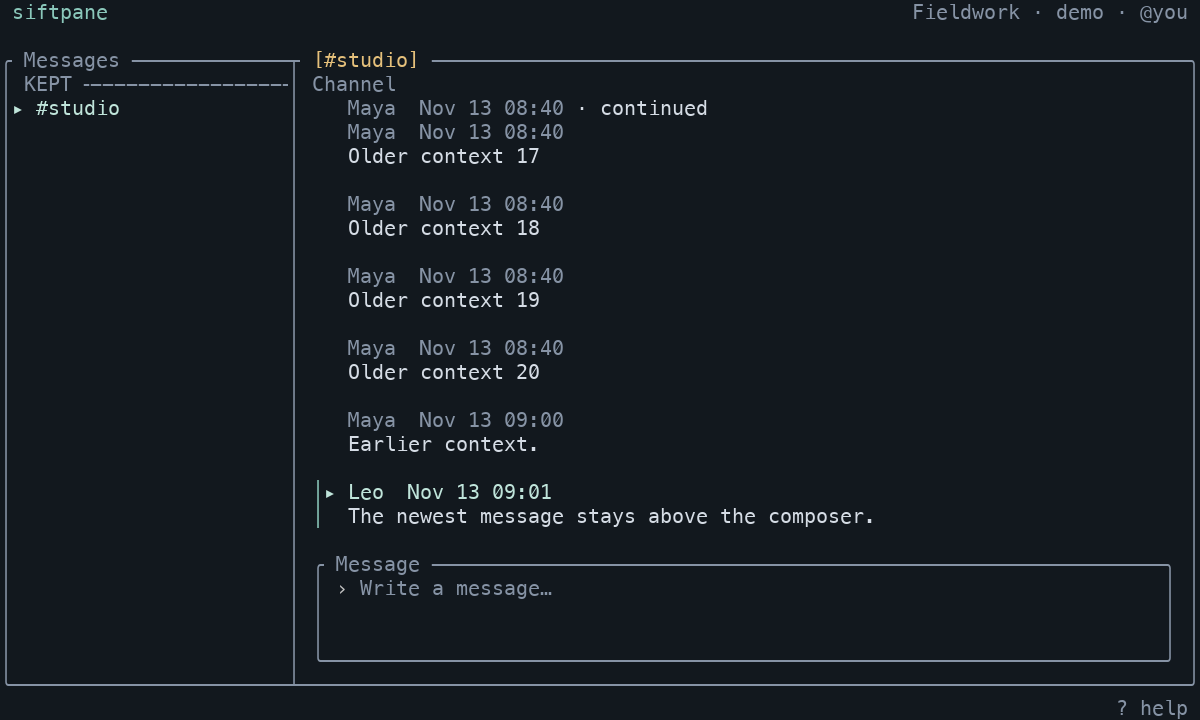 siftpane
Fieldwork · demo · @you
Messages
KEPT
▸ #studio
[#studio]
Channel
Maya  Nov 13 08:40 · continued
Maya  Nov 13 08:40
Older context 17
Maya  Nov 13 08:40
Older context 18
Maya  Nov 13 08:40
Older context 19
Maya  Nov 13 08:40
Older context 20
Maya  Nov 13 09:00
Earlier context.
▸ Leo  Nov 13 09:01
The newest message stays above the composer.
Message
› Write a message…
? help